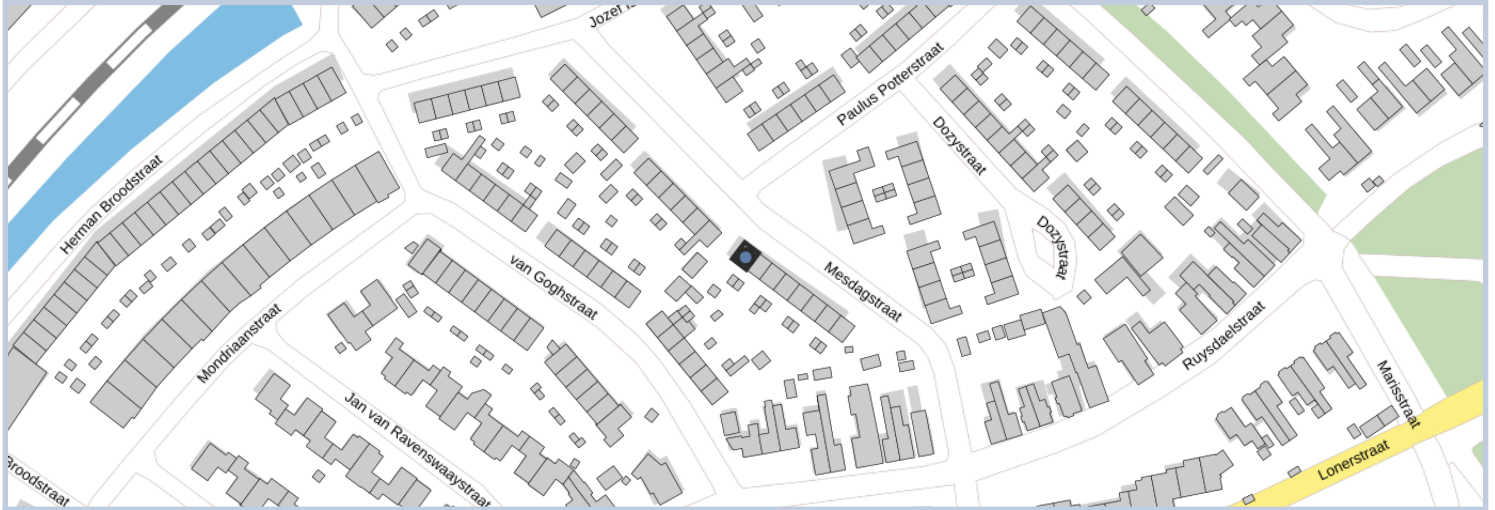 Jozef
Paulus Potterstraat
Dozystraat
Herman Broodstraat
Dozystraat
van Goghstraat
Mesdagstraat
Mondriaanstraat
Ruysdaelstraat
Marisstraat
Jan van Ravenswaaystraat
Lonerstraat
Broodstraat